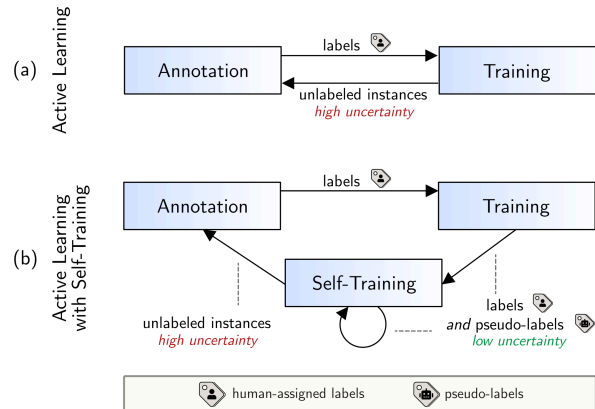 Active Learning
(a)
labels
Annotation
Training
unlabeled instances
high uncertainty
Active Learning
with Self-Training
(b)
labels
Annotation
Training
Self-Training
unlabeled instances
high uncertainty
labels
and pseudo-labels
low uncertainty
human-assigned labels
pseudo-labels